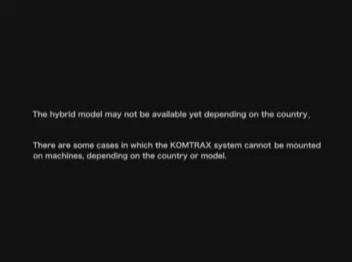 The hybrid model may not be available yet depending on the country.
There are some cases in which the KOMTRAX system cannot be mounted
on machines, depending on the country or model.